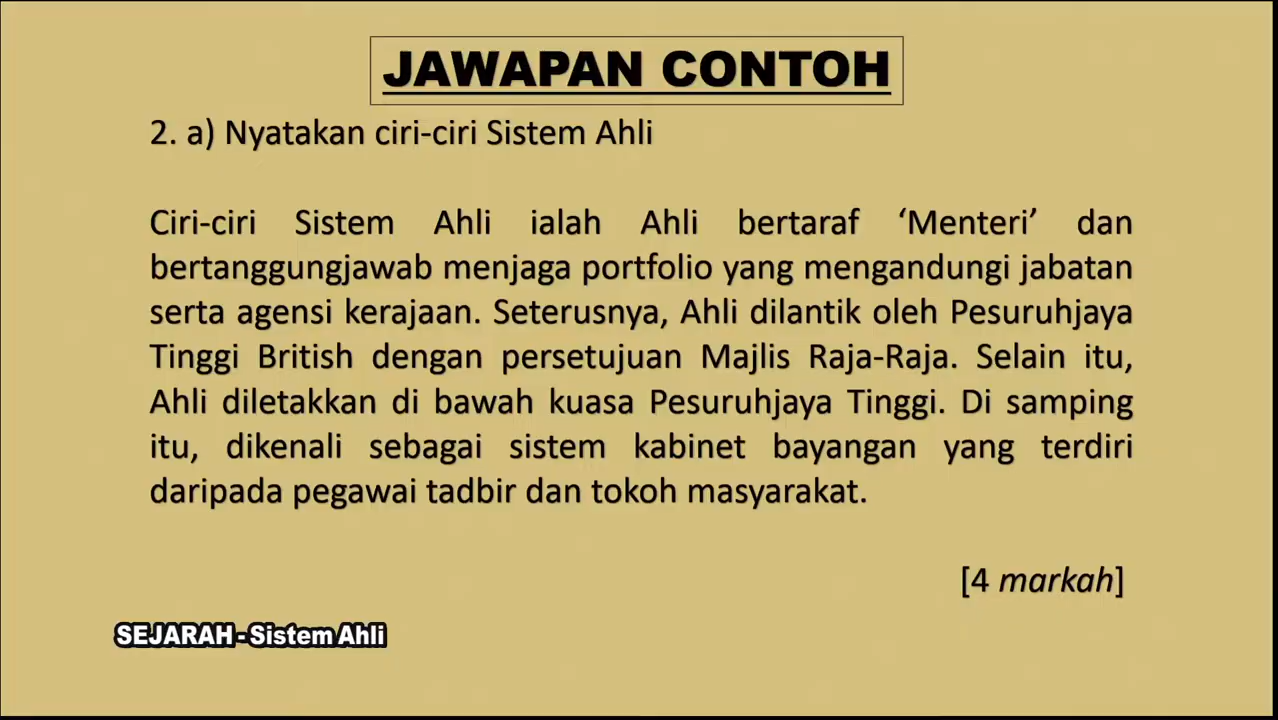 JAWAPAN CONTOH
2. a) Nyatakan ciri-ciri Sistem Ahli
Ciri-ciri Sistem Ahli ialah Ahli bertaraf ‘Menteri’ dan
bertanggungjawab menjaga portfolio yang mengandungi jabatan
serta agensi kerajaan. Seterusnya, Ahli dilantik oleh Pesuruhjaya
Tinggi British dengan persetujuan Majlis Raja-Raja. Selain itu,
Ahli diletakkan di bawah kuasa Pesuruhjaya Tinggi. Di samping
itu, dikenali sebagai sistem kabinet bayangan yang terdiri
daripada pegawai tadbir dan tokoh masyarakat.
[4 markah]
SEJARAH - Sistem Ahli